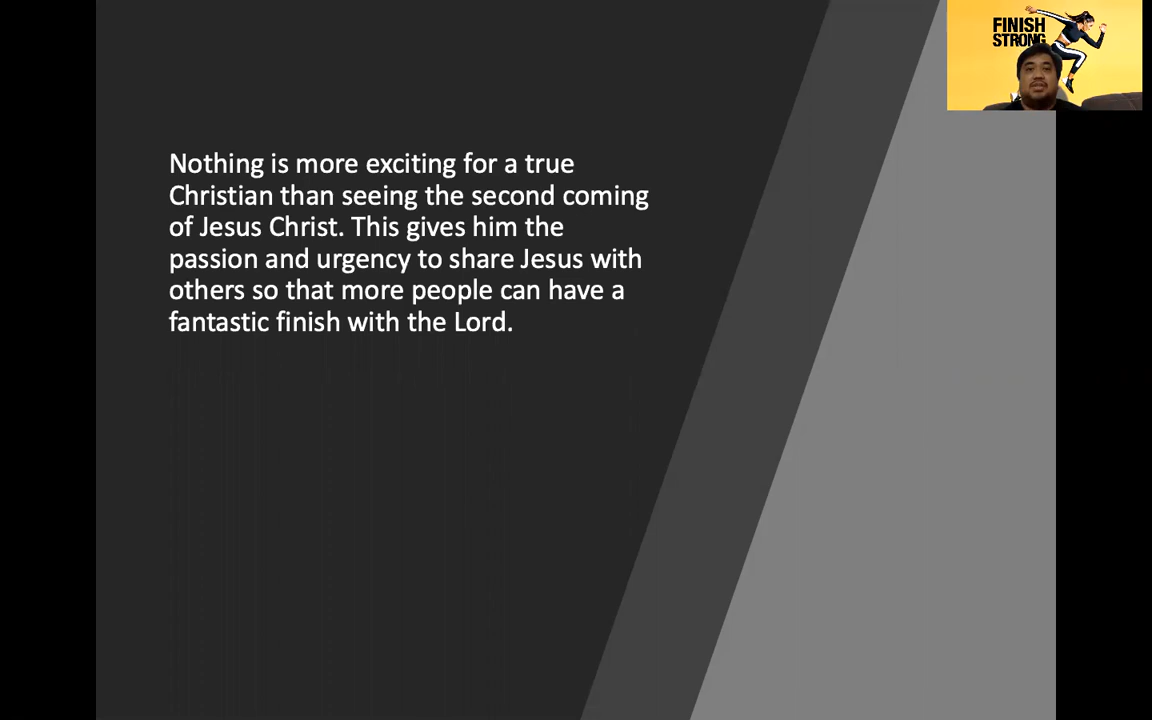 FINISH
STRONG
Nothing is more exciting for a true
Christian than seeing the second coming
of Jesus Christ. This gives him the
passion and urgency to share Jesus with
others so that more people can have a
fantastic finish with the Lord.